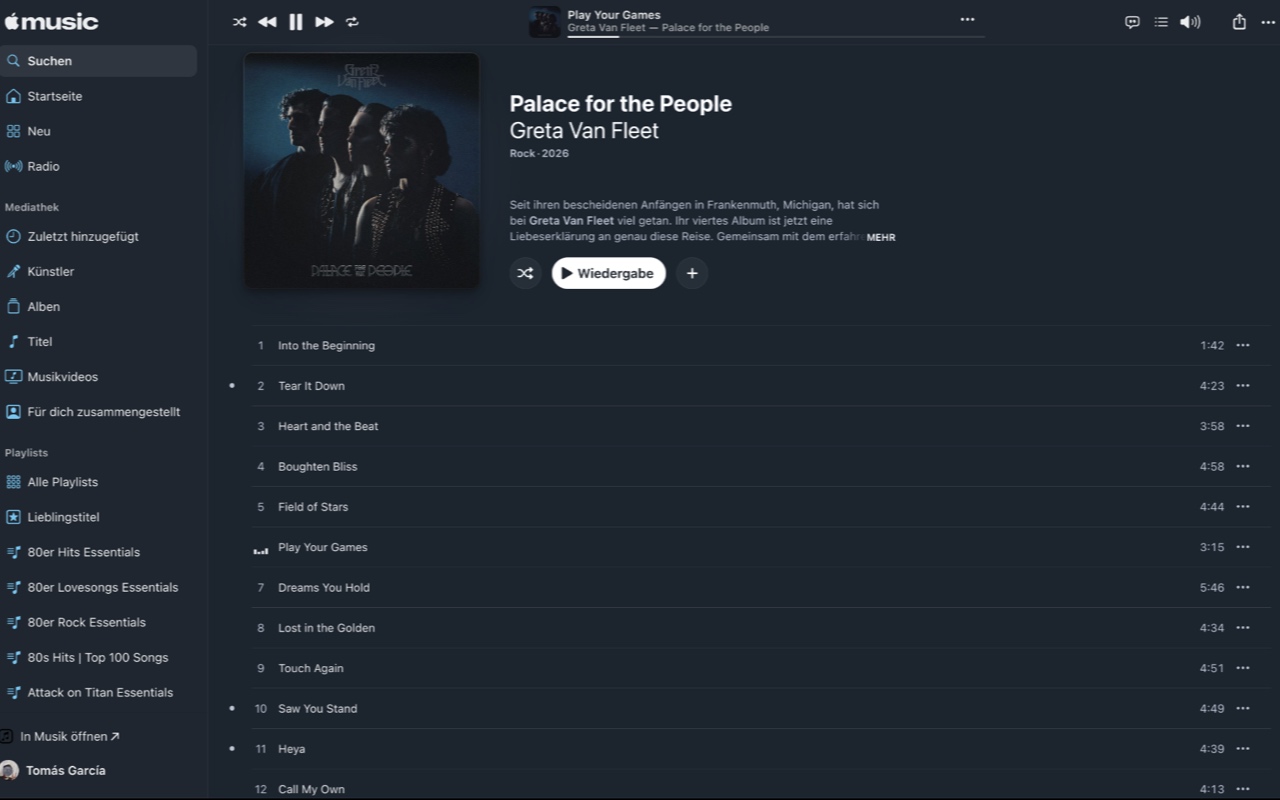 music
Suchen
Startseite
Neu
Radio
Mediathek
Zuletzt hinzugefügt
Künstler
Alben
Titel
Musikvideos
Für dich zusammengestellt
Playlists
Alle Playlists
Lieblingstitel
80er Hits Essentials
80er Lovesongs Essentials
80er Rock Essentials
80s Hits | Top 100 Songs
Attack on Titan Essentials
In Musik öffnen
Tomás García
Play Your Games
Greta Van Fleet — Palace for the People
Greta
Van Fleet
PALACE FOR THE PEOPLE
Palace for the People
Greta Van Fleet
Rock · 2026
Seit ihren bescheidenen Anfängen in Frankenmuth, Michigan, hat sich
bei Greta Van Fleet viel getan. Ihr viertes Album ist jetzt eine
Liebeserklärung an genau diese Reise. Gemeinsam mit dem MEHR
Wiedergabe
1 Into the Beginning 1:42
2 Tear It Down 4:23
3 Heart and the Beat 3:58
4 Boughten Bliss 4:58
5 Field of Stars 4:44
Play Your Games 3:15
7 Dreams You Hold 5:46
8 Lost in the Golden 4:34
9 Touch Again 4:51
10 Saw You Stand 4:49
11 Heya 4:39
12 Call My Own 4:13